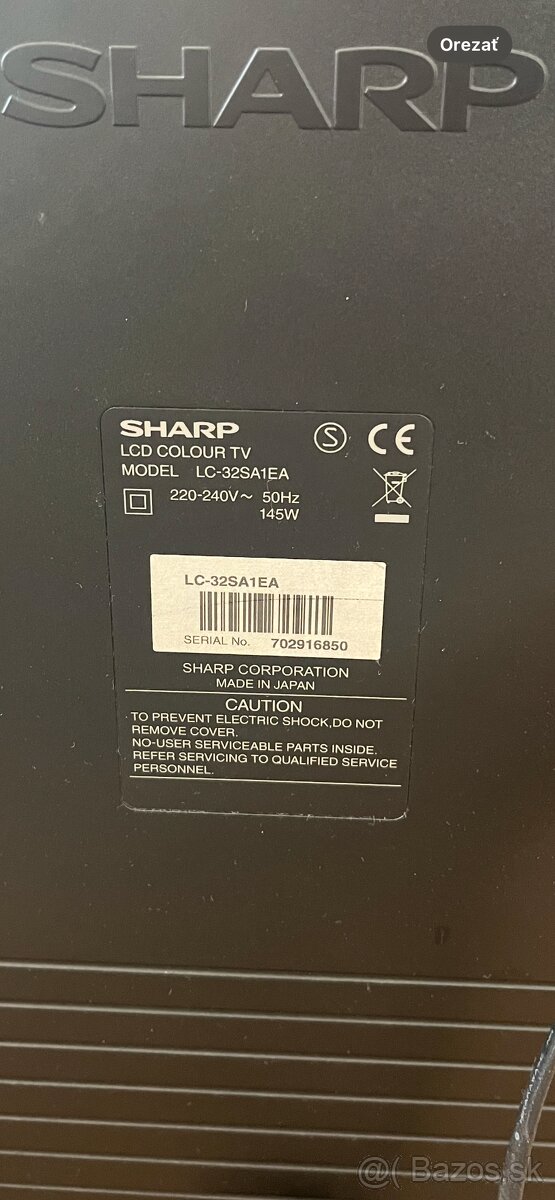 Orezať
SHARP
SHARP
LCD COLOUR TV
MODEL LC-32SA1EA
220-240V~ 50Hz
145W
S
CE
LC-32SA1EA
SERIAL No. 702916850
SHARP CORPORATION
MADE IN JAPAN
CAUTION
TO PREVENT ELECTRIC SHOCK,DO NOT
REMOVE COVER.
NO-USER SERVICEABLE PARTS INSIDE.
REFER SERVICING TO QUALIFIED SERVICE
PERSONNEL.
@( Bazos.sk